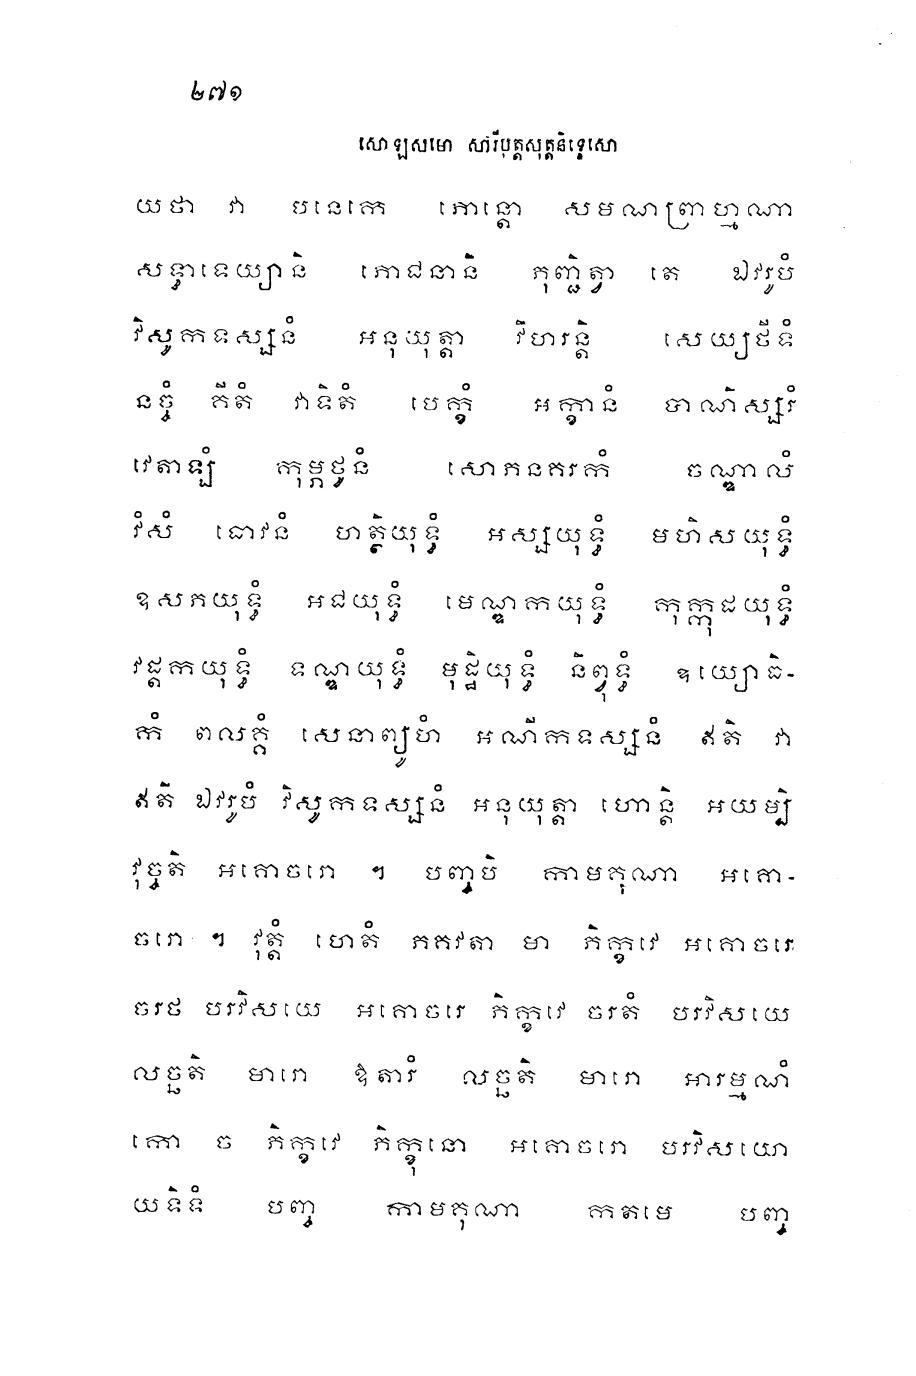 ២៧១
សោឡសមោ សារីបុត្តសុត្តនិទ្ទេសោ
យថា វា បនេកេ ភោន្តោ សមណព្រាហ្មណា
សទ្ធាទេយ្យានិ ភោជនានិ ភុញ្ជិត្វា តេ ឯវរូបំ
វិសូកទស្សនំ អនុយុត្តា វិហរន្តិ សេយ្យថីទំ
នច្ចំ គីតំ វាទិតំ បេក្ខំ អក្ខានំ បាណិស្សរំ
វេតាឡំ កុម្ភថូនំ សោភនគរកំ ចណ្ឌាលំ
វំសំ ធោវនំ ហត្ថិយុទ្ធំ អស្សយុទ្ធំ មហិសយុទ្ធំ
ឧសភយុទ្ធំ អជយុទ្ធំ មេណ្ឌកយុទ្ធំ កុក្កុដយុទ្ធំ
វដ្តកយុទ្ធំ ទណ្ឌយុទ្ធំ មុដ្ឋិយុទ្ធំ និព្វុទ្ធំ ឧយ្យោធិ-
កំ ពលគ្គំ សេនាព្យូហំ អណីកទស្សនំ ឥតិ វា
ឥតិ ឯវរូបំ វិសូកទស្សនំ អនុយុត្តា ហោន្តិ អយម្បិ
វុច្ចតិ អគោចរោ ។ បញ្ចបិ កាមគុណា អគោ-
ចរោ ។ វុត្តំ ហេតំ ភគវតា មា ភិក្ខវេ អគោចរេ
ចរថ បរវិសយេ អគោចរេ ភិក្ខវេ ចរតំ បរវិសយេ
លច្ឆតិ មារោ ឱតារំ លច្ឆតិ មារោ អារម្មណំ
កោ ច ភិក្ខវេ ភិក្ខុនោ អគោចរោ បរវិសយោ
យទិទំ បញ្ច កាមគុណា កតមេ បញ្ច